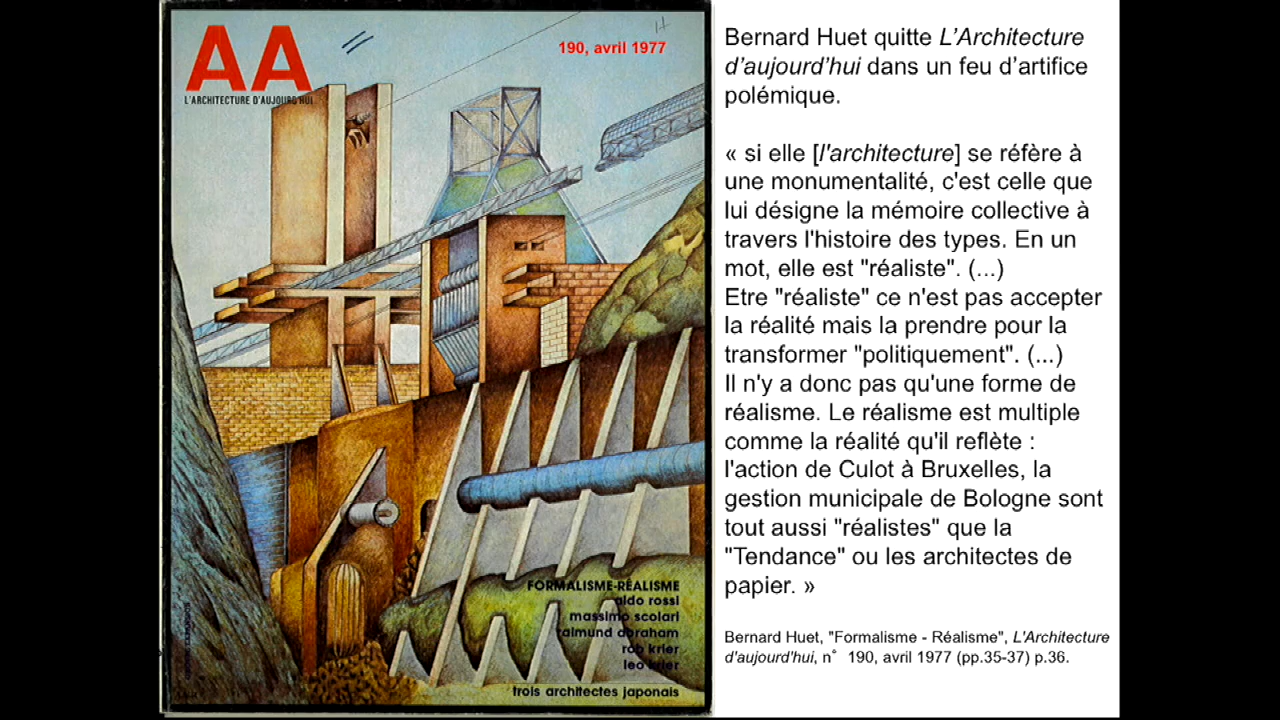 AA
L'ARCHITECTURE D'AUJOURD'HUI
190, avril 1977
FORMALISME-RÉALISME
aldo rossi
massimo scolari
raimund abraham
rob krier
leo krier
trois architectes japonais
Bernard Huet quitte L’Architecture
d’aujourd’hui dans un feu d’artifice
polémique.
« si elle [l'architecture] se réfère à
une monumentalité, c'est celle que
lui désigne la mémoire collective à
travers l'histoire des types. En un
mot, elle est "réaliste". (...)
Etre "réaliste" ce n'est pas accepter
la réalité mais la prendre pour la
transformer "politiquement". (...)
Il n'y a donc pas qu'une forme de
réalisme. Le réalisme est multiple
comme la réalité qu'il reflète :
l'action de Culot à Bruxelles, la
gestion municipale de Bologne sont
tout aussi "réalistes" que la
"Tendance" ou les architectes de
papier. »
Bernard Huet, "Formalisme - Réalisme", L'Architecture
d'aujourd'hui, n° 190, avril 1977 (pp.35-37) p.36.